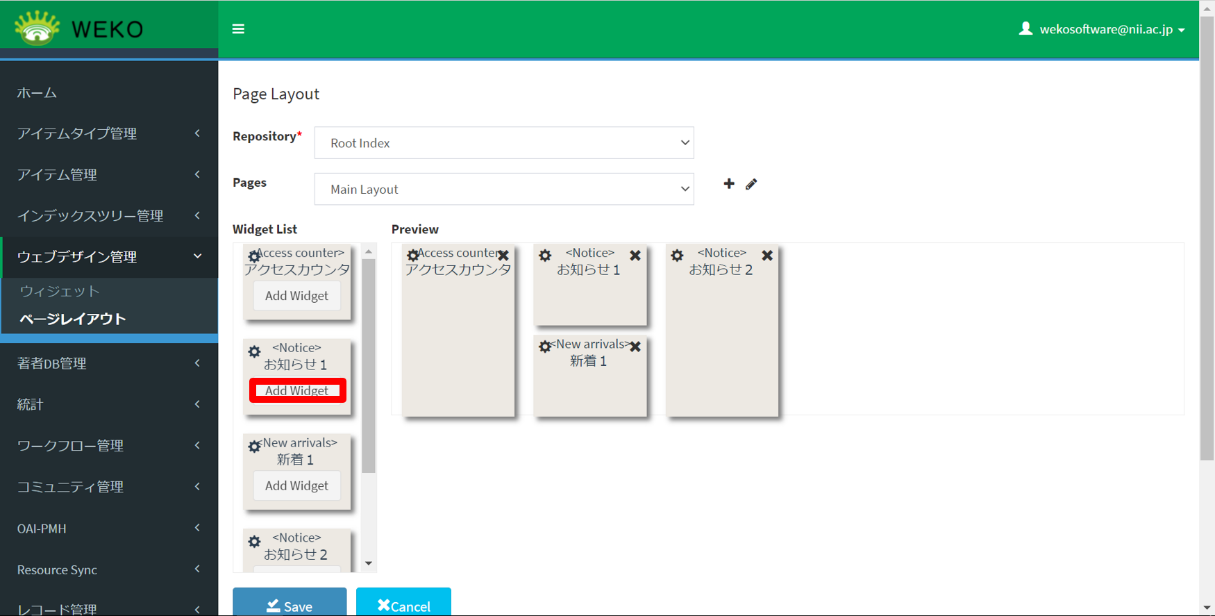 WEKO
wekosoftware@nii.ac.jp
ホーム
アイテムタイプ管理
アイテム管理
インデックスツリー管理
ウェブデザイン管理
ウィジェット
ページレイアウト
著者DB管理
統計
ワークフロー管理
コミュニティ管理
OAI-PMH
Resource Sync
レコード管理
Page Layout
Repository*
Root Index
Pages
Main Layout
Widget List
<Access counter>
アクセスカウンタ
Add Widget
<Notice>
お知らせ 1
Add Widget
<New arrivals>
新着 1
Add Widget
<Notice>
お知らせ 2
Preview
<Access counter>
アクセスカウンタ
<Notice>
お知らせ 1
<New arrivals>
新着 1
<Notice>
お知らせ 2
Save
Cancel